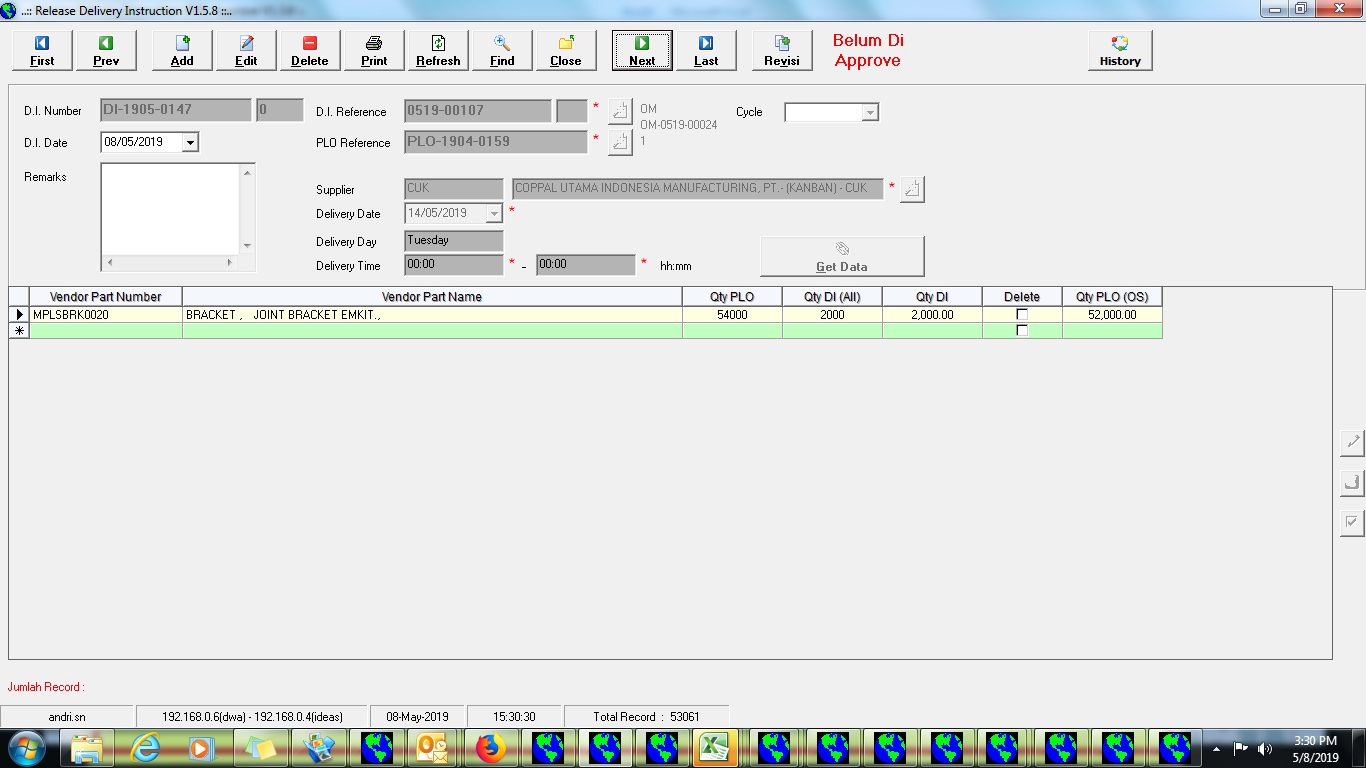 ..:: Release Delivery Instruction V1.5.8 ::..
First Prev Add Edit Delete Print Refresh Find Close Next Last Revisi Belum Di Approve History
D.I. Number DI-1905-0147 0 D.I. Reference 0519-00107 * OM Cycle
OM-0519-00024
D.I. Date 08/05/2019 PLO Reference PLO-1904-0159 * 1
Remarks
Supplier CUK COPPAL UTAMA INDONESIA MANUFACTURING, PT.- (KANBAN) - CUK *
Delivery Date 14/05/2019 *
Delivery Day Tuesday
Delivery Time 00:00 * - 00:00 * hh:mm Get Data
Vendor Part Number Vendor Part Name Qty PLO Qty DI (All) Qty DI Delete Qty PLO (OS)
MPLSBRK0020 BRACKET , JOINT BRACKET EMKIT., 54000 2000 2,000.00 52,000.00
Jumlah Record :
andri.sn 192.168.0.6(dwa) - 192.168.0.4(ideas) 08-May-2019 15:30:30 Total Record : 53061
3:30 PM
5/8/2019